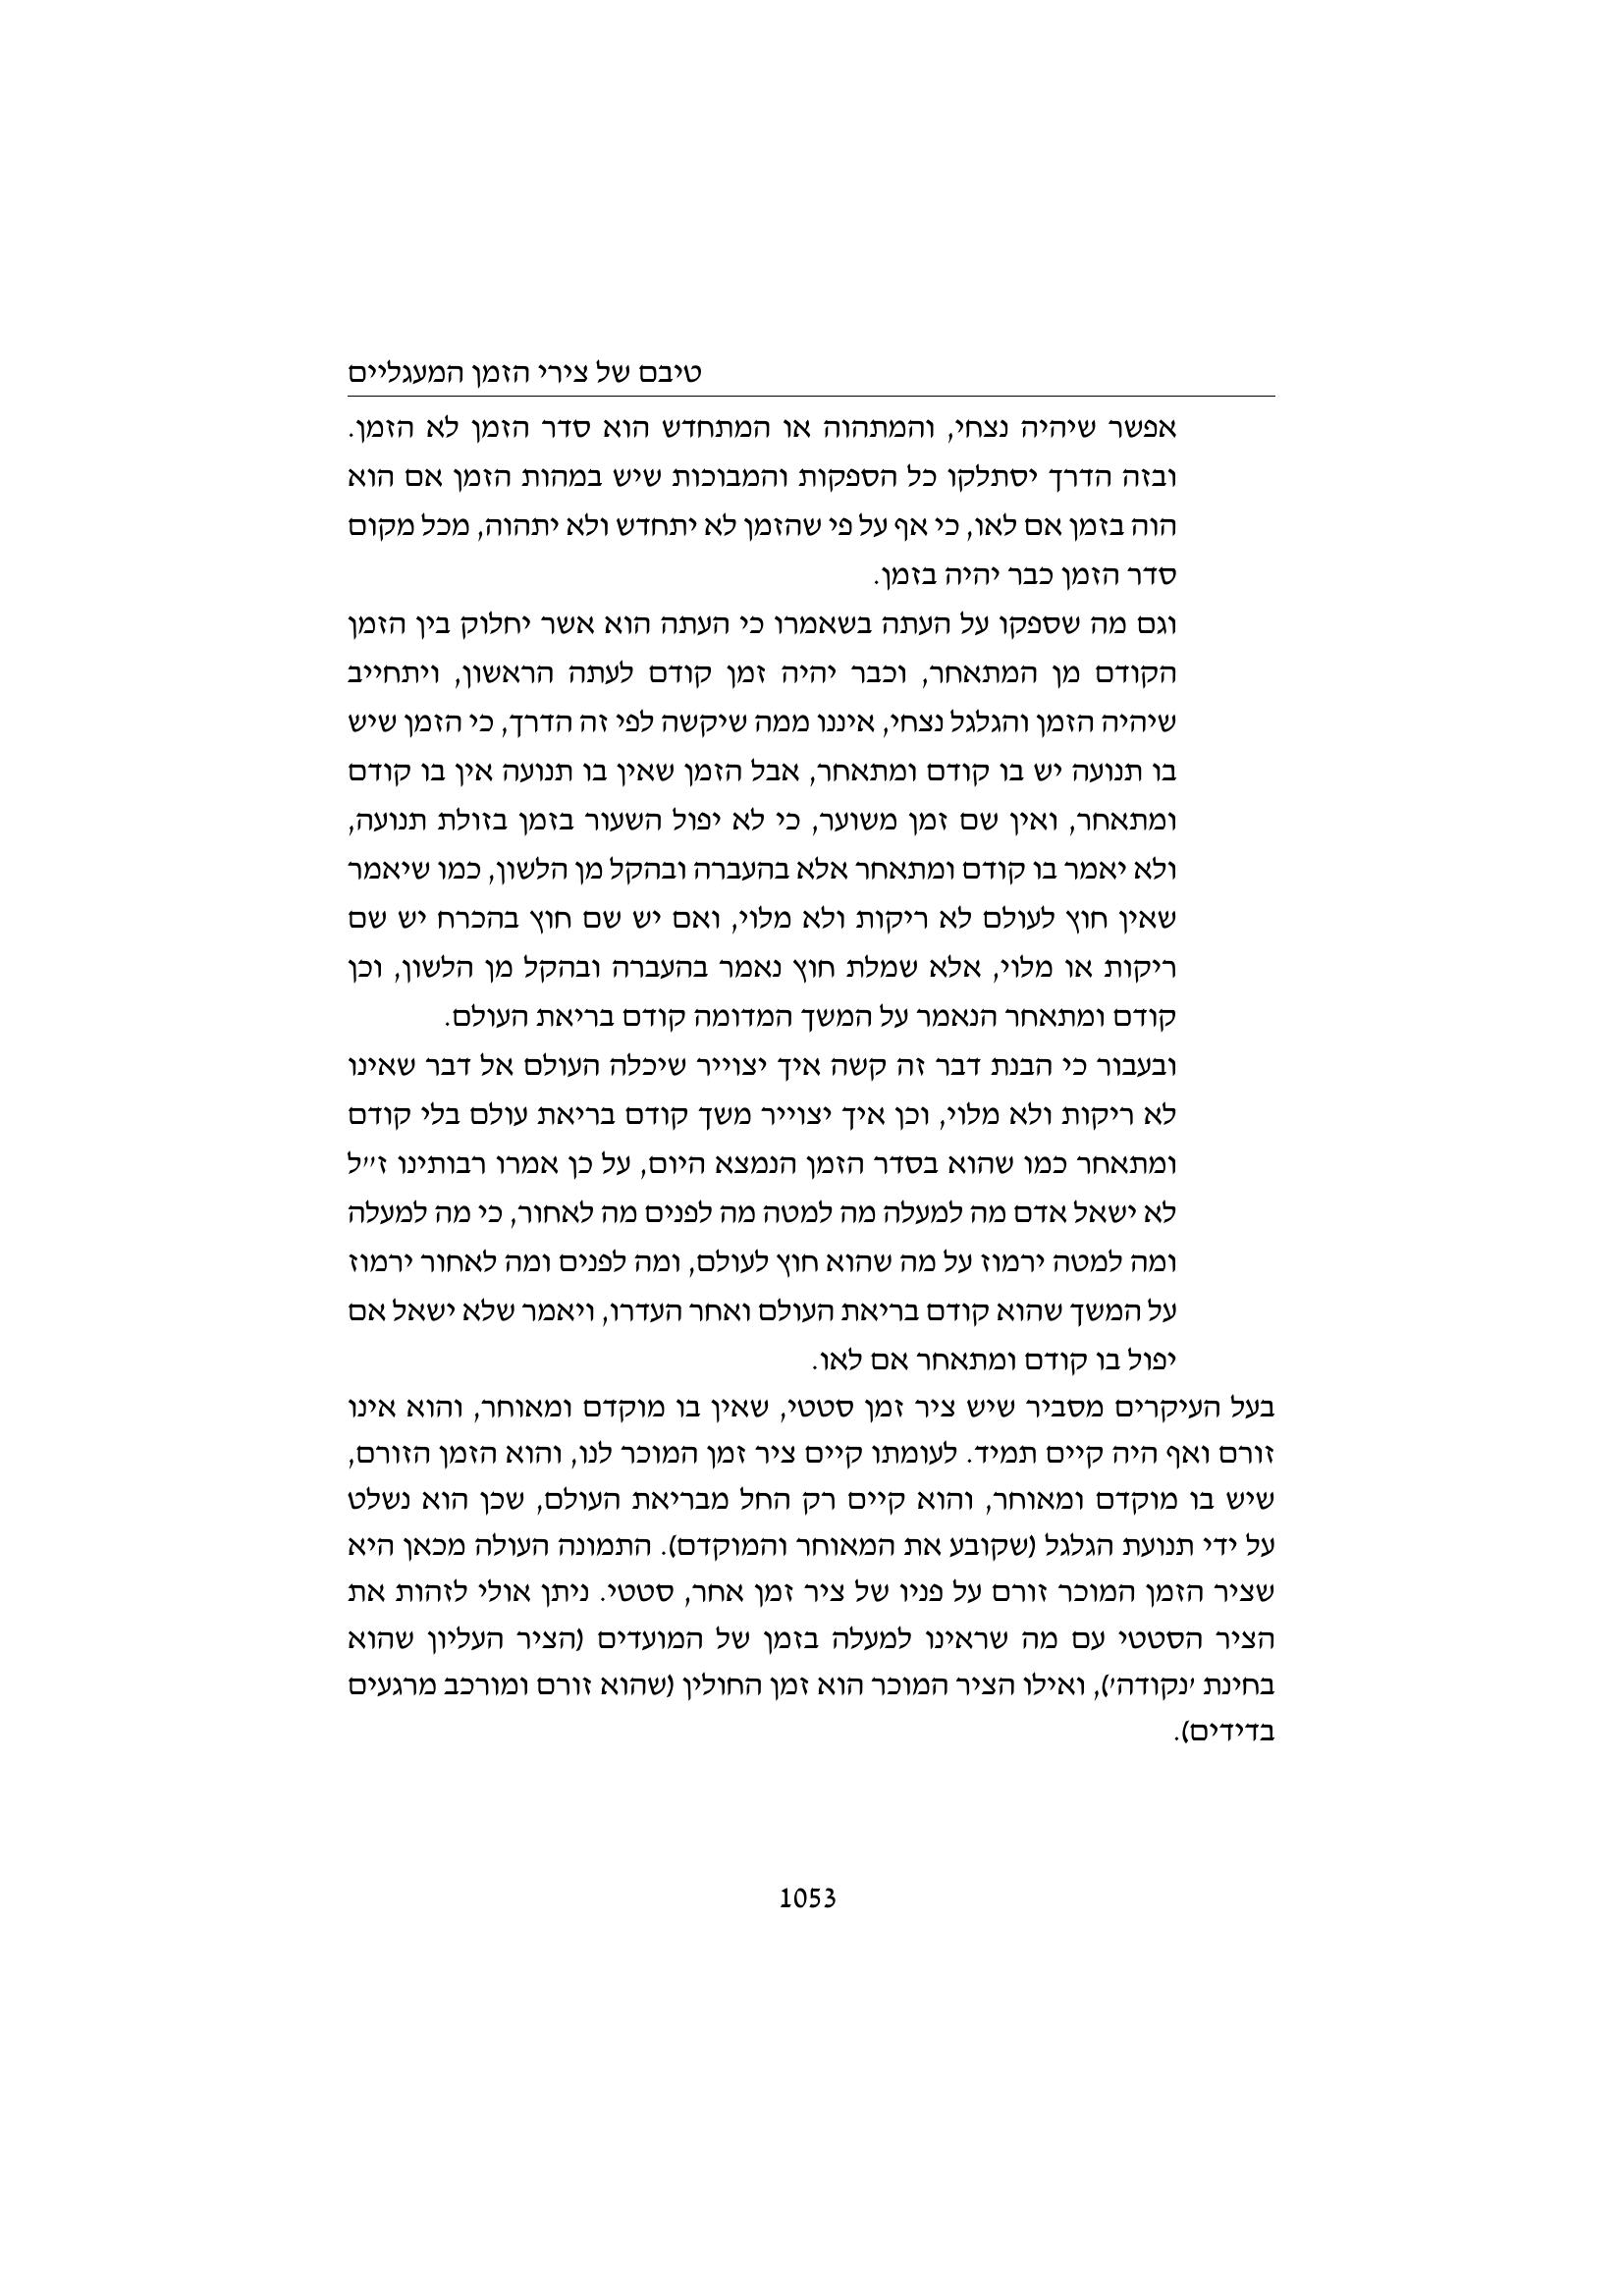 טיבם של צירי הזמן המעגליים
אפשר שיהיה נצחי, והמתהוה או המתחדש הוא סדר הזמן לא הזמן.
ובזה הדרך יסתלקו כל הספקות והמבוכות שיש במהות הזמן אם הוא
הוה בזמן אם לאו, כי אף על פי שהזמן לא יתחדש ולא יתהוה, מכל מקום
סדר הזמן כבר יהיה בזמן.
וגם מה שספקו על העתה בשאמרו כי העתה הוא אשר יחלוק בין הזמן
הקודם מן המתאחר, וכבר יהיה זמן קודם לעתה הראשון, ויתחייב
שיהיה הזמן והגלגל נצחי, איננו ממה שיקשה לפי זה הדרך, כי הזמן שיש
בו תנועה יש בו קודם ומתאחר, אבל הזמן שאין בו תנועה אין בו קודם
ומתאחר, ואין שם זמן משוער, כי לא יפול השעור בזמן בזולת תנועה,
ולא יאמר בו קודם ומתאחר אלא בהעברה ובהקל מן הלשון, כמו שיאמר
שאין חוץ לעולם לא ריקות ולא מלוי, ואם יש שם חוץ בהכרח יש שם
ריקות או מלוי, אלא שמלת חוץ נאמר בהעברה ובהקל מן הלשון, וכן
קודם ומתאחר הנאמר על המשך המדומה קודם בריאת העולם.
ובעבור כי הבנת דבר זה קשה איך יצוייר שיכלה העולם אל דבר שאינו
לא ריקות ולא מלוי, וכן איך יצוייר משך קודם בריאת עולם בלי קודם
ומתאחר כמו שהוא בסדר הזמן הנמצא היום, על כן אמרו רבותינו ז״ל
לא ישאל אדם מה למעלה מה למטה מה לפנים מה לאחור, כי מה למעלה
ומה למטה ירמוז על מה שהוא חוץ לעולם, ומה לפנים ומה לאחור ירמוז
על המשך שהוא קודם בריאת העולם ואחר העדרו, ויאמר שלא ישאל אם
יפול בו קודם ומתאחר אם לאו.
בעל העיקרים מסביר שיש ציר זמן סטטי, שאין בו מוקדם ומאוחר, והוא אינו
זורם ואף היה קיים תמיד. לעומתו קיים ציר זמן המוכר לנו, והוא הזמן הזורם,
שיש בו מוקדם ומאוחר, והוא קיים רק החל מבריאת העולם, שכן הוא נשלט
על ידי תנועת הגלגל (שקובע את המאוחר והמוקדם). התמונה העולה מכאן היא
שציר הזמן המוכר זורם על פניו של ציר זמן אחר, סטטי. ניתן אולי לזהות את
הציר הסטטי עם מה שראינו למעלה בזמן של המועדים (הציר העליון שהוא
בחינת ׳נקודה׳), ואילו הציר המוכר הוא זמן החולין (שהוא זורם ומורכב מרגעים
בדידים).
1053